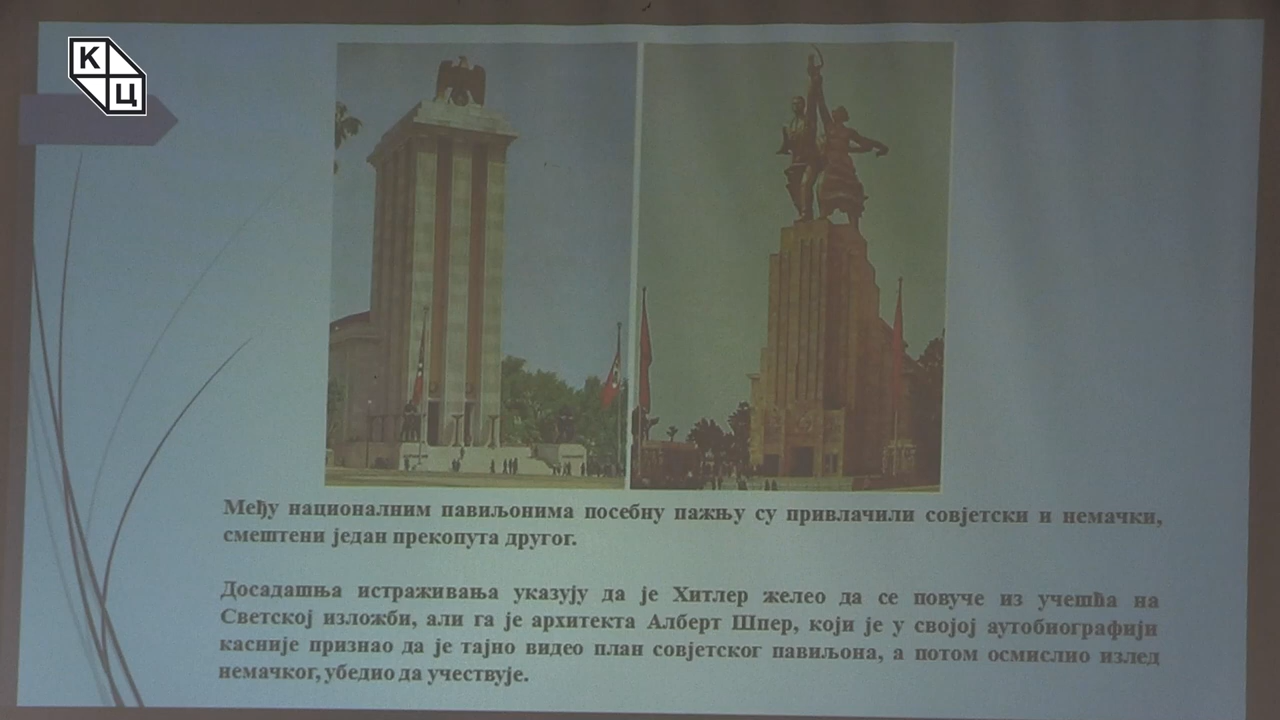 К
Ц
Међу националним павиљонима посебну пажњу су привлачили совјетски и немачки,
смештени један прекопута другог.
Досадашња истраживања указују да је Хитлер желео да се повуче из учешћа на
Светској изложби, али га је архитекта Алберт Шпер, који је у својој аутобиографији
касније признао да је тајно видео план совјетског павиљона, а потом осмислио излед
немачког, убедио да учествује.